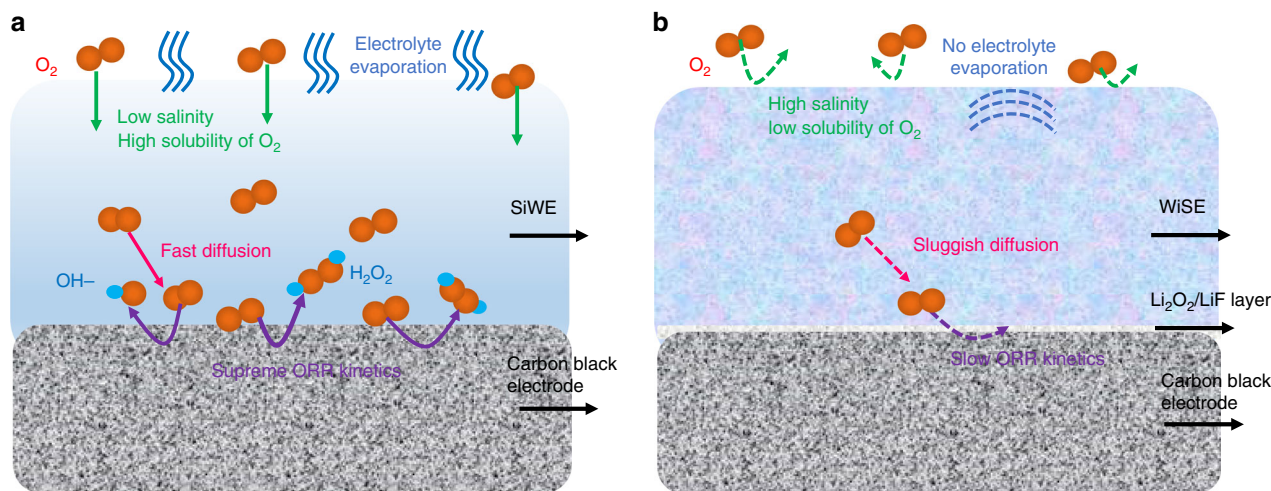 a
O₂
Electrolyte
evaporation
Low salinity
High solubility of O₂
SiWE
Fast diffusion
OH–
H₂O₂
Supreme ORR kinetics
Carbon black
electrode
b
O₂
No electrolyte
evaporation
High salinity
low solubility of O₂
WiSE
Sluggish diffusion
Li₂O₂/LiF layer
Slow ORR kinetics
Carbon black
electrode